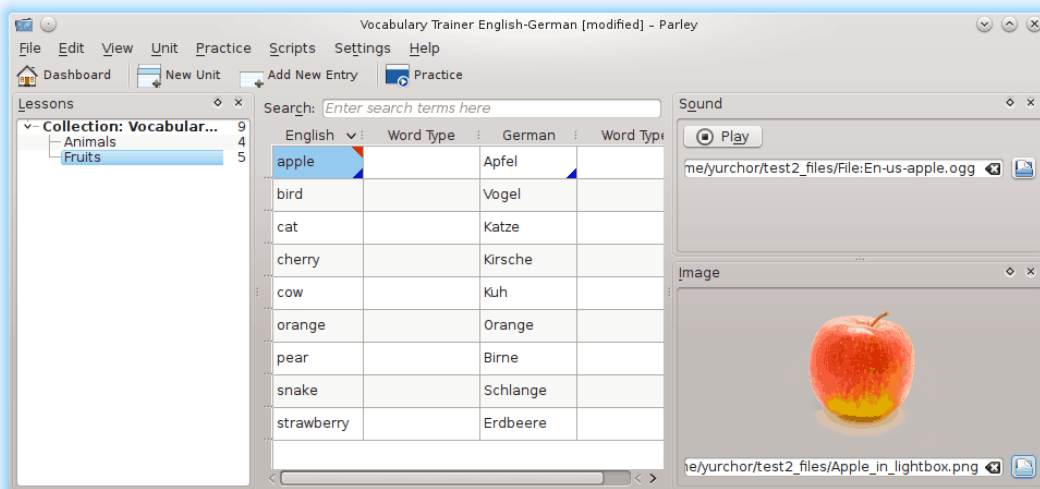 Vocabulary Trainer English-German [modified] – Parley
File Edit View Unit Practice Scripts Settings Help
Dashboard New Unit Add New Entry Practice
Lessons
Collection: Vocabular... 9
Animals 4
Fruits 5
Search: Enter search terms here
English Word Type German Word Type
apple Apfel
bird Vogel
cat Katze
cherry Kirsche
cow Kuh
orange Orange
pear Birne
snake Schlange
strawberry Erdbeere
Sound
Play
me/yurchor/test2_files/File:En-us-apple.ogg
Image
ne/yurchor/test2_files/Apple_in_lightbox.png